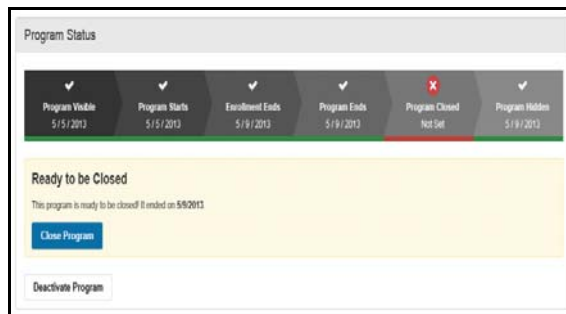 Program Status
Program Visible
5/5/2013
Program Starts
5/5/2013
Enrollment Ends
5/9/2013
Program Ends
5/9/2013
Program Closed
Not Set
Program Hidden
5/9/2013
Ready to be Closed
This program is ready to be closed! It ended on 5/9/2013
Close Program
Deactivate Program